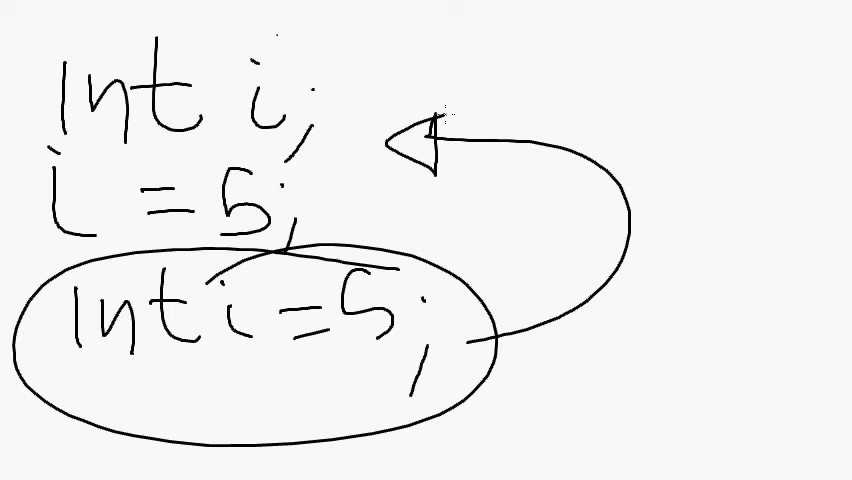 int i;
i = 5;
int i = 5;